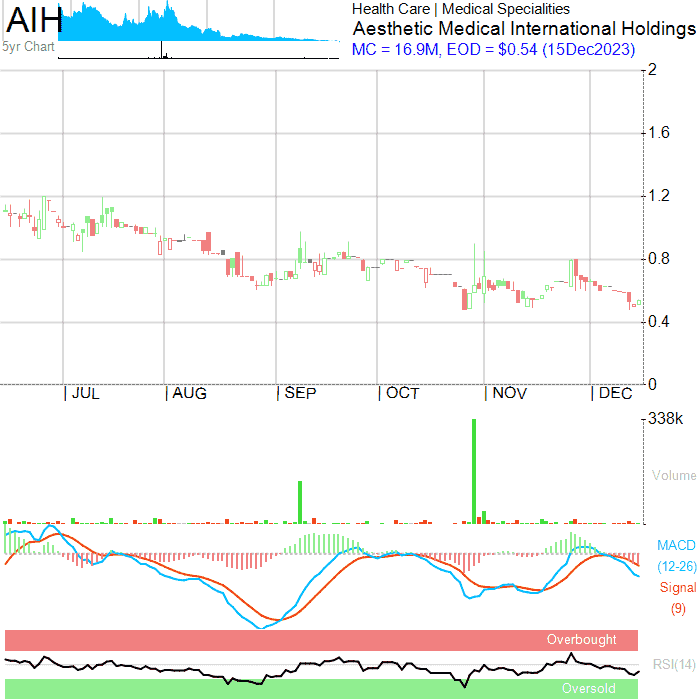 AIH
5yr Chart
Health Care | Medical Specialities
Aesthetic Medical International Holdings
MC = 16.9M, EOD = $0.54 (15Dec2023)
2
1.6
1.2
0.8
0.4
0
JUL AUG SEP OCT NOV DEC
338k
Volume
MACD
(12-26)
Signal
(9)
Overbought
RSI(14)
Oversold